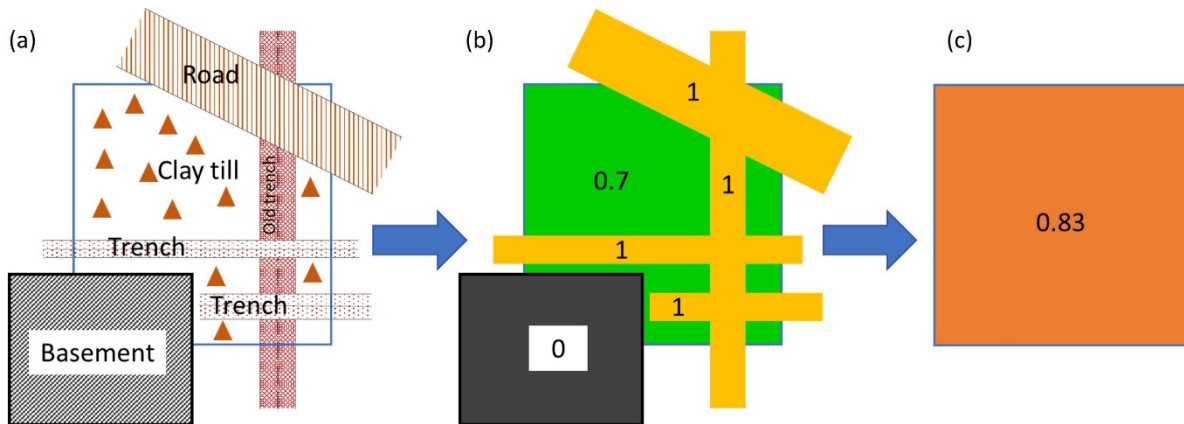 (a)
Road
Clay till
Old trench
Trench
Trench
Basement
(b)
1
0.7
1
1
1
0
(c)
0.83